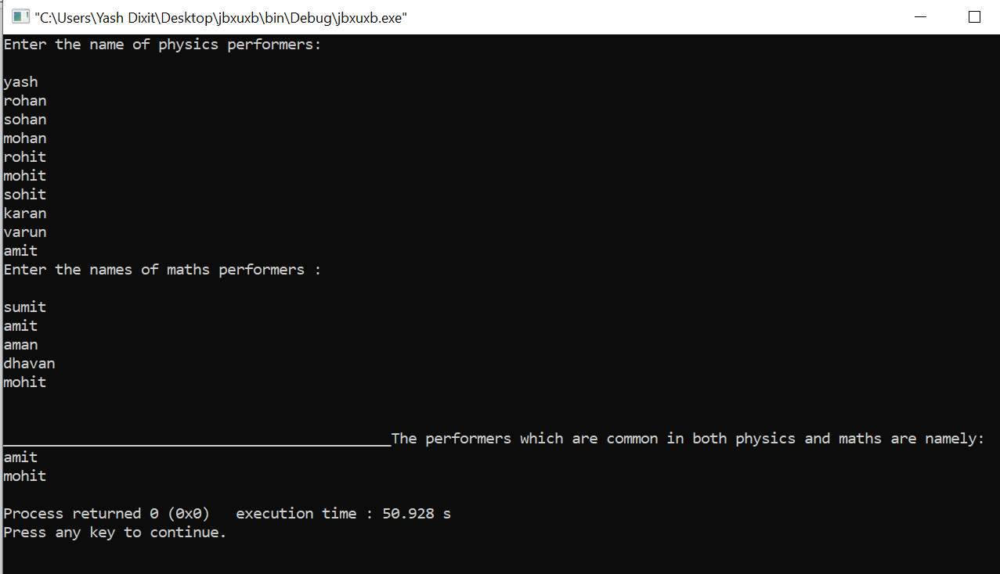 "C:\Users\Yash Dixit\Desktop\jbxuxb\bin\Debug\jbxuxb.exe"
Enter the name of physics performers:
yash
rohan
sohan
mohan
rohit
mohit
sohit
karan
varun
amit
Enter the names of maths performers :
sumit
amit
aman
dhavan
mohit
_____________________________________________The performers which are common in both physics and maths are namely:
amit
mohit
Process returned 0 (0x0)   execution time : 50.928 s
Press any key to continue.